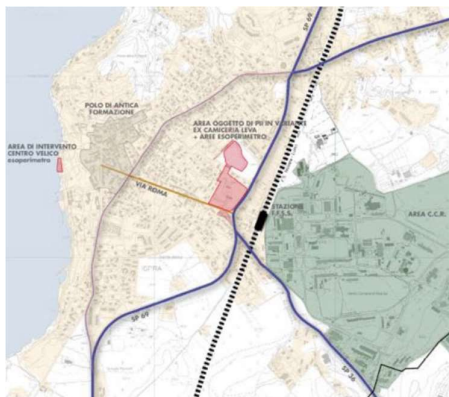 SP 69
POLO DI ANTICA
FORMAZIONE
AREA OGGETTO DI PII IN VARIANTE
EX CAMICERIA LEVA
+ AREE ESOPERIMETRO
AREA DI INTERVENTO
CENTRO VELICO
esoperimetro
VIA ROMA
STAZIONE
F.F.S.S.
AREA C.C.R.
SP 69
SP 36